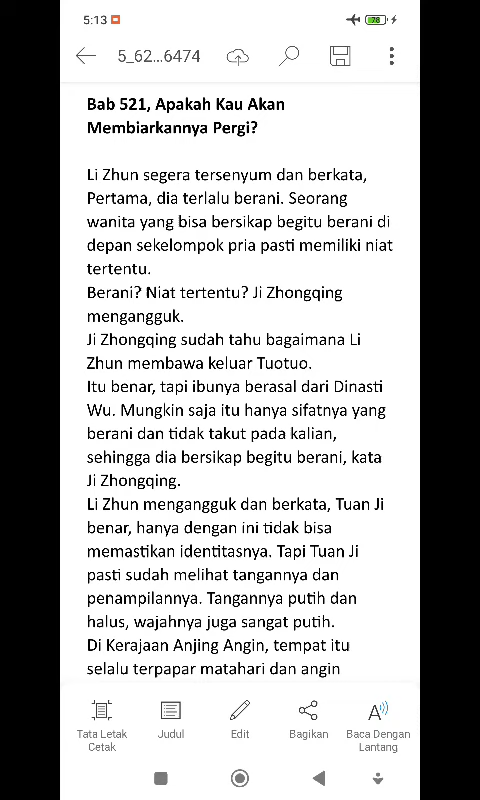 5:13
78
5_62...6474
Bab 521, Apakah Kau Akan
Membiarkannya Pergi?
Li Zhun segera tersenyum dan berkata,
Pertama, dia terlalu berani. Seorang
wanita yang bisa bersikap begitu berani di
depan sekelompok pria pasti memiliki niat
tertentu.
Berani? Niat tertentu? Ji Zhongqing
mengangguk.
Ji Zhongqing sudah tahu bagaimana Li
Zhun membawa keluar Tuotuo.
Itu benar, tapi ibunya berasal dari Dinasti
Wu. Mungkin saja itu hanya sifatnya yang
berani dan tidak takut pada kalian,
sehingga dia bersikap begitu berani, kata
Ji Zhongqing.
Li Zhun mengangguk dan berkata, Tuan Ji
benar, hanya dengan ini tidak bisa
memastikan identitasnya. Tapi Tuan Ji
pasti sudah melihat tangannya dan
penampilannya. Tangannya putih dan
halus, wajahnya juga sangat putih.
Di Kerajaan Anjing Angin, tempat itu
selalu terpapar matahari dan angin
Tata Letak Cetak
Judul
Edit
Bagikan
Baca Dengan Lantang